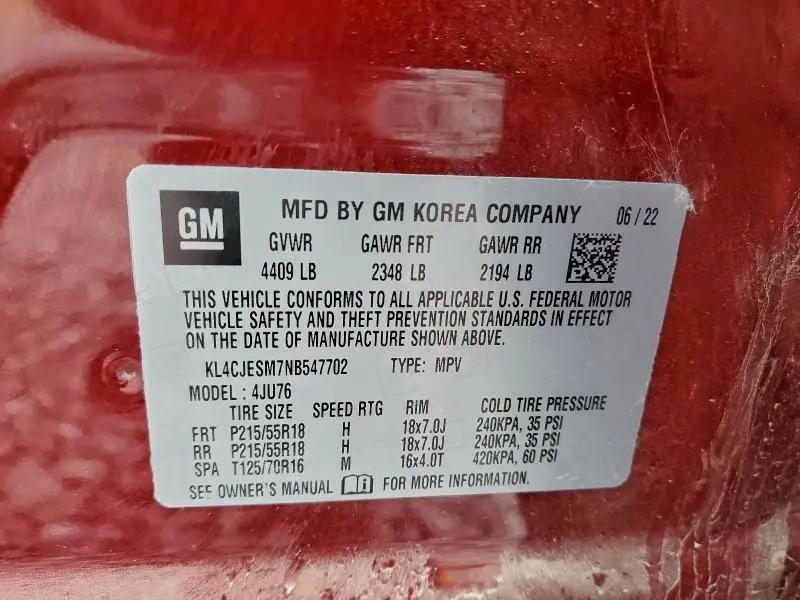 GM MFD BY GM KOREA COMPANY 06 / 22
GVWR GAWR FRT GAWR RR
4409 LB 2348 LB 2194 LB
THIS VEHICLE CONFORMS TO ALL APPLICABLE U.S. FEDERAL MOTOR
VEHICLE SAFETY AND THEFT PREVENTION STANDARDS IN EFFECT
ON THE DATE OF MANUFACTURE SHOWN ABOVE.
KL4CJESM7NB547702 TYPE: MPV
MODEL : 4JU76
TIRE SIZE SPEED RTG RIM COLD TIRE PRESSURE
FRT P215/55R18 H 18x7.0J 240KPA, 35 PSI
RR P215/55R18 H 18x7.0J 240KPA, 35 PSI
SPA T125/70R16 M 16x4.0T 420KPA, 60 PSI
SEE OWNER'S MANUAL FOR MORE INFORMATION.